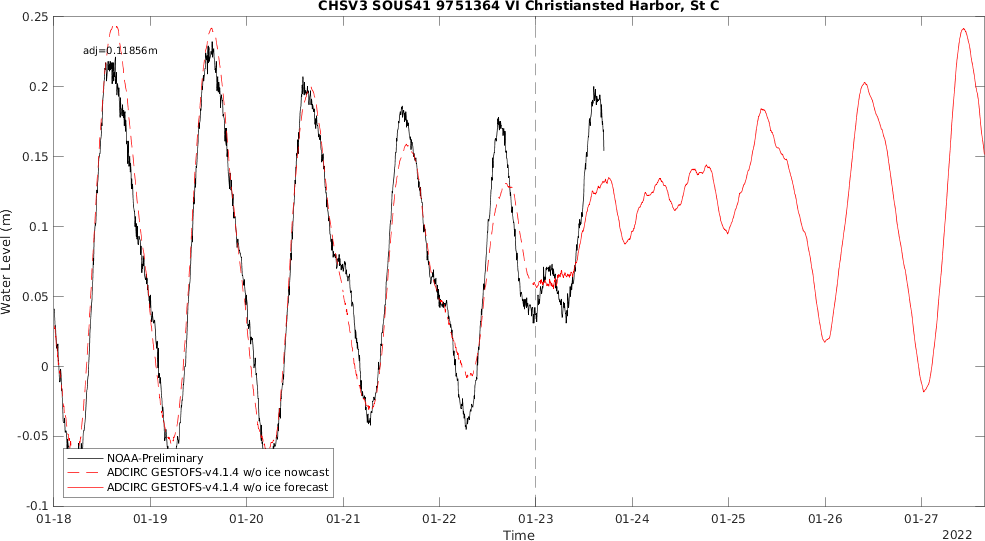 CHSV3 SOUS41 9751364 VI Christiansted Harbor, St C
adj=0.11856m
0.25
0.2
0.15
0.1
0.05
0
-0.05
-0.1
Water Level (m)
NOAA-Preliminary
ADCIRC GESTOFS-v4.1.4 w/o ice nowcast
ADCIRC GESTOFS-v4.1.4 w/o ice forecast
01-18 01-19 01-20 01-21 01-22 01-23 01-24 01-25 01-26 01-27
Time
2022